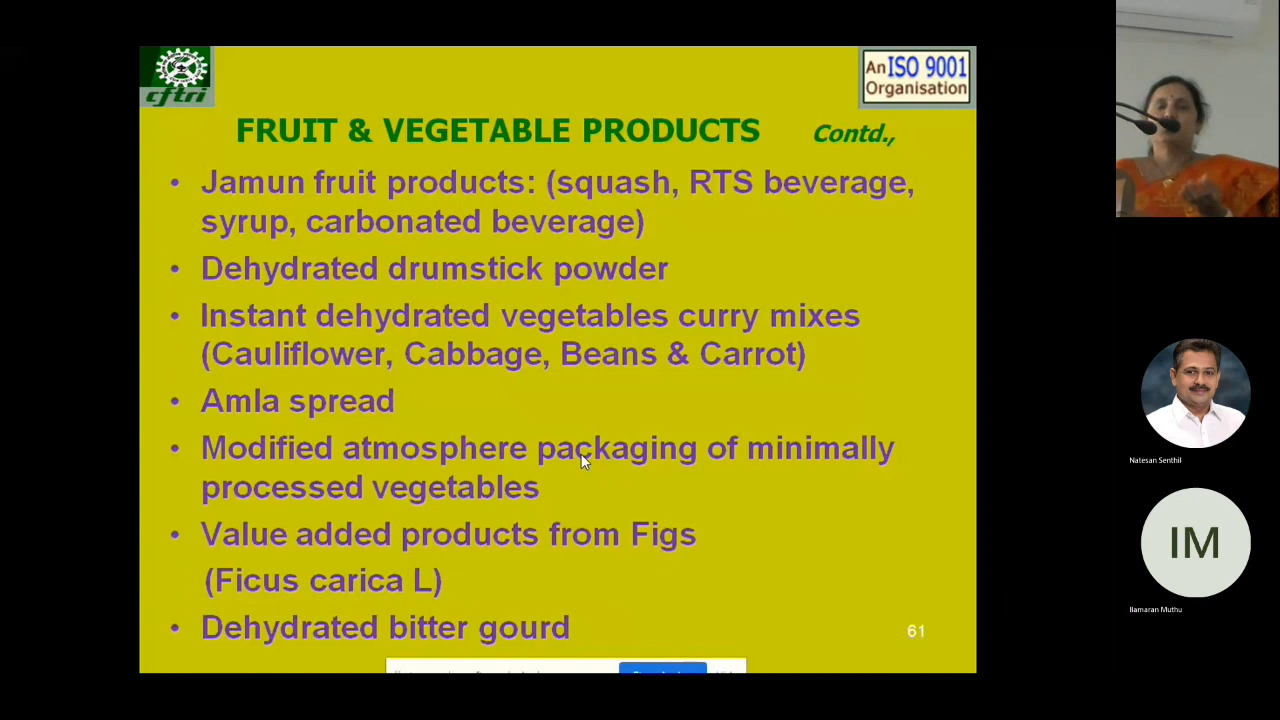 cftri
An ISO 9001
Organisation
FRUIT & VEGETABLE PRODUCTS Contd.,
• Jamun fruit products: (squash, RTS beverage,
syrup, carbonated beverage)
• Dehydrated drumstick powder
• Instant dehydrated vegetables curry mixes
(Cauliflower, Cabbage, Beans & Carrot)
• Amla spread
• Modified atmosphere packaging of minimally
processed vegetables
• Value added products from Figs
(Ficus carica L)
• Dehydrated bitter gourd
61
Natesan Senthil
IM
Ilamaran Muthu